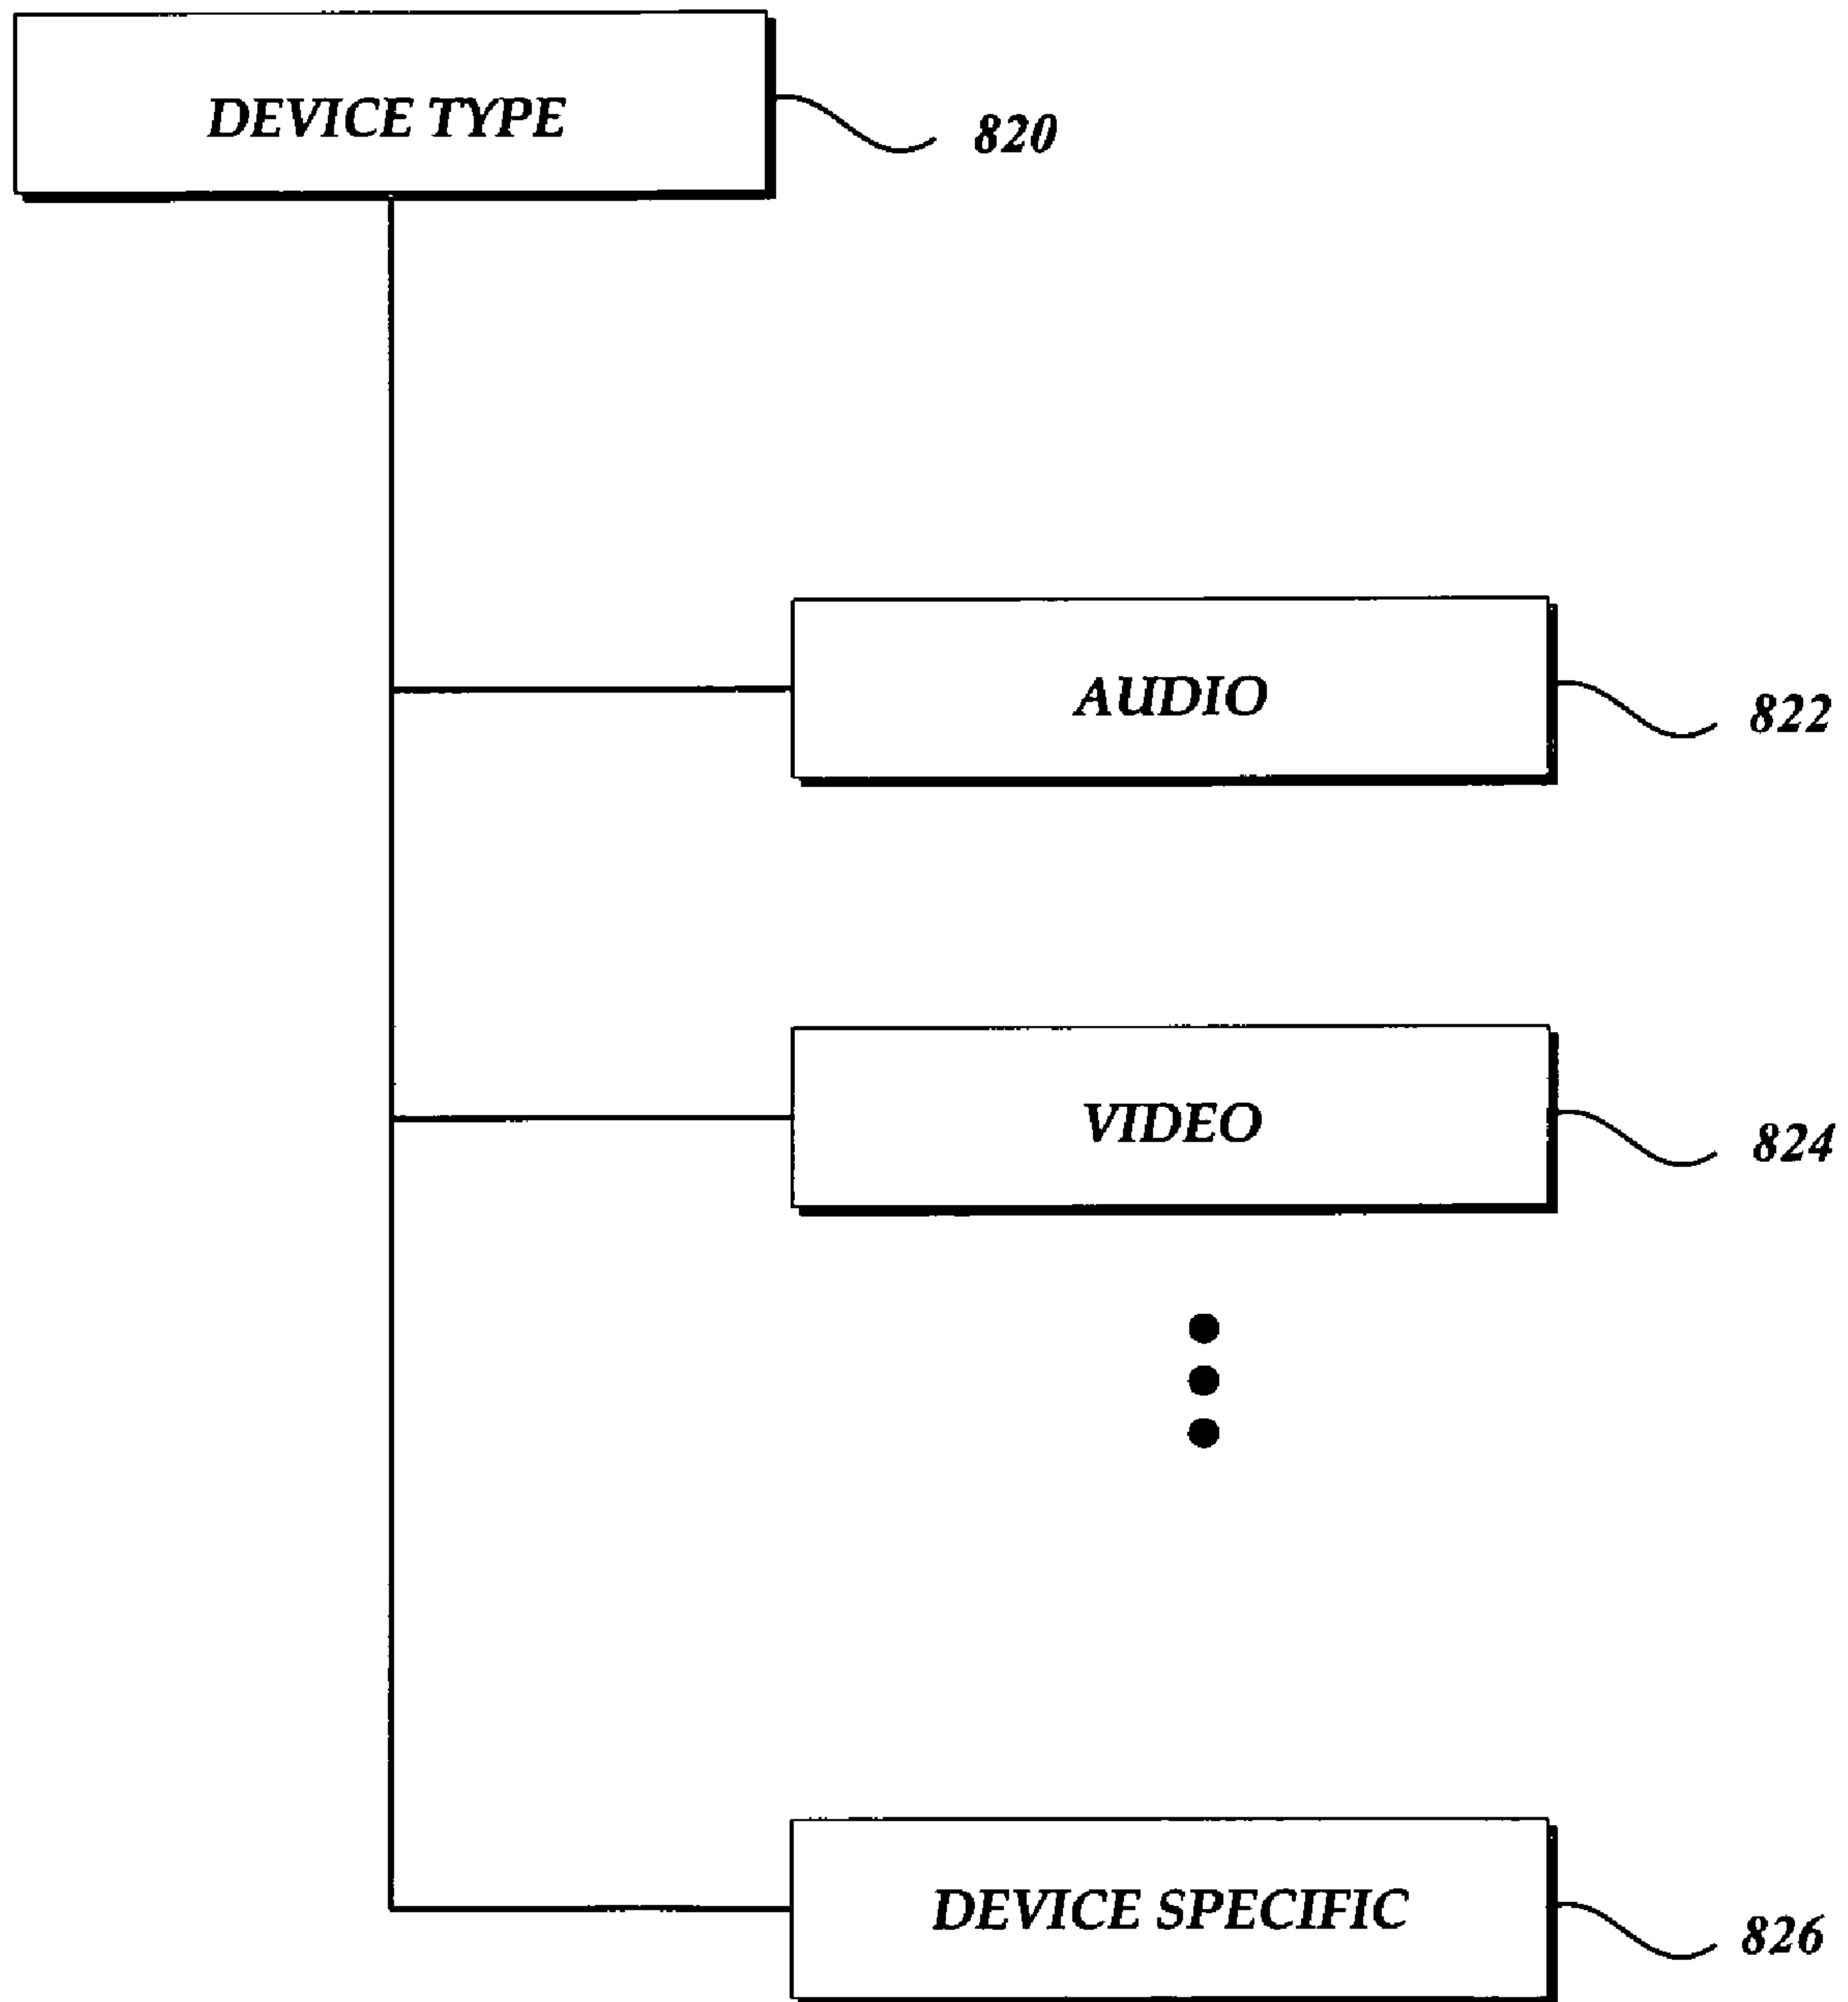 DEVICE TYPE
820
AUDIO
822
VIDEO
824
DEVICE SPECIFIC
826